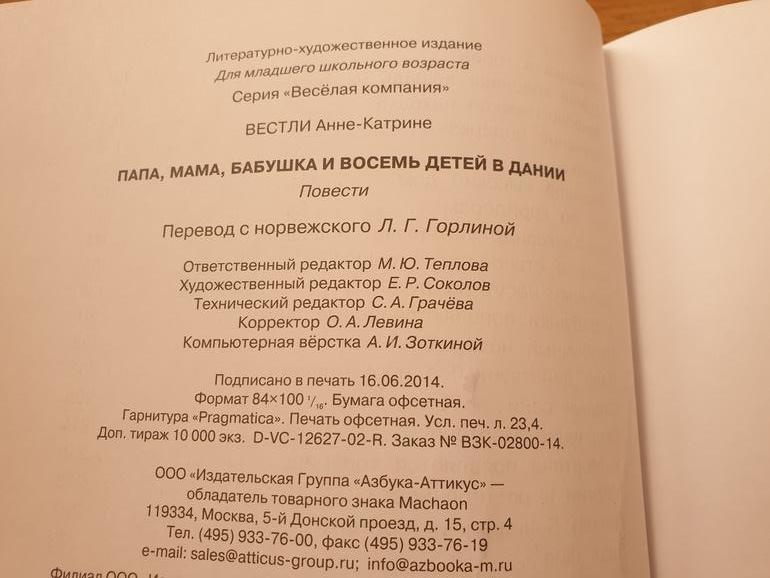 Литературно-художественное издание
Для младшего школьного возраста
Серия «Весёлая компания»
ВЕСТЛИ Анне-Катрине
ПАПА, МАМА, БАБУШКА И ВОСЕМЬ ДЕТЕЙ В ДАНИИ
Повести
Перевод с норвежского Л. Г. Горлиной
Ответственный редактор М. Ю. Теплова
Художественный редактор Е. Р. Соколов
Технический редактор С. А. Грачёва
Корректор О. А. Левина
Компьютерная вёрстка А. И. Зоткиной
Подписано в печать 16.06.2014.
Формат 84×100 1/16. Бумага офсетная.
Гарнитура «Pragmatica». Печать офсетная. Усл. печ. л. 23,4.
Доп. тираж 10 000 экз. D-VC-12627-02-R. Заказ № ВЗК-02800-14.
ООО «Издательская Группа «Азбука-Аттикус» —
обладатель товарного знака Machaon
119334, Москва, 5-й Донской проезд, д. 15, стр. 4
Тел. (495) 933-76-00, факс (495) 933-76-19
e-mail: sales@atticus-group.ru; info@azbooka-m.ru
Филиал ООО